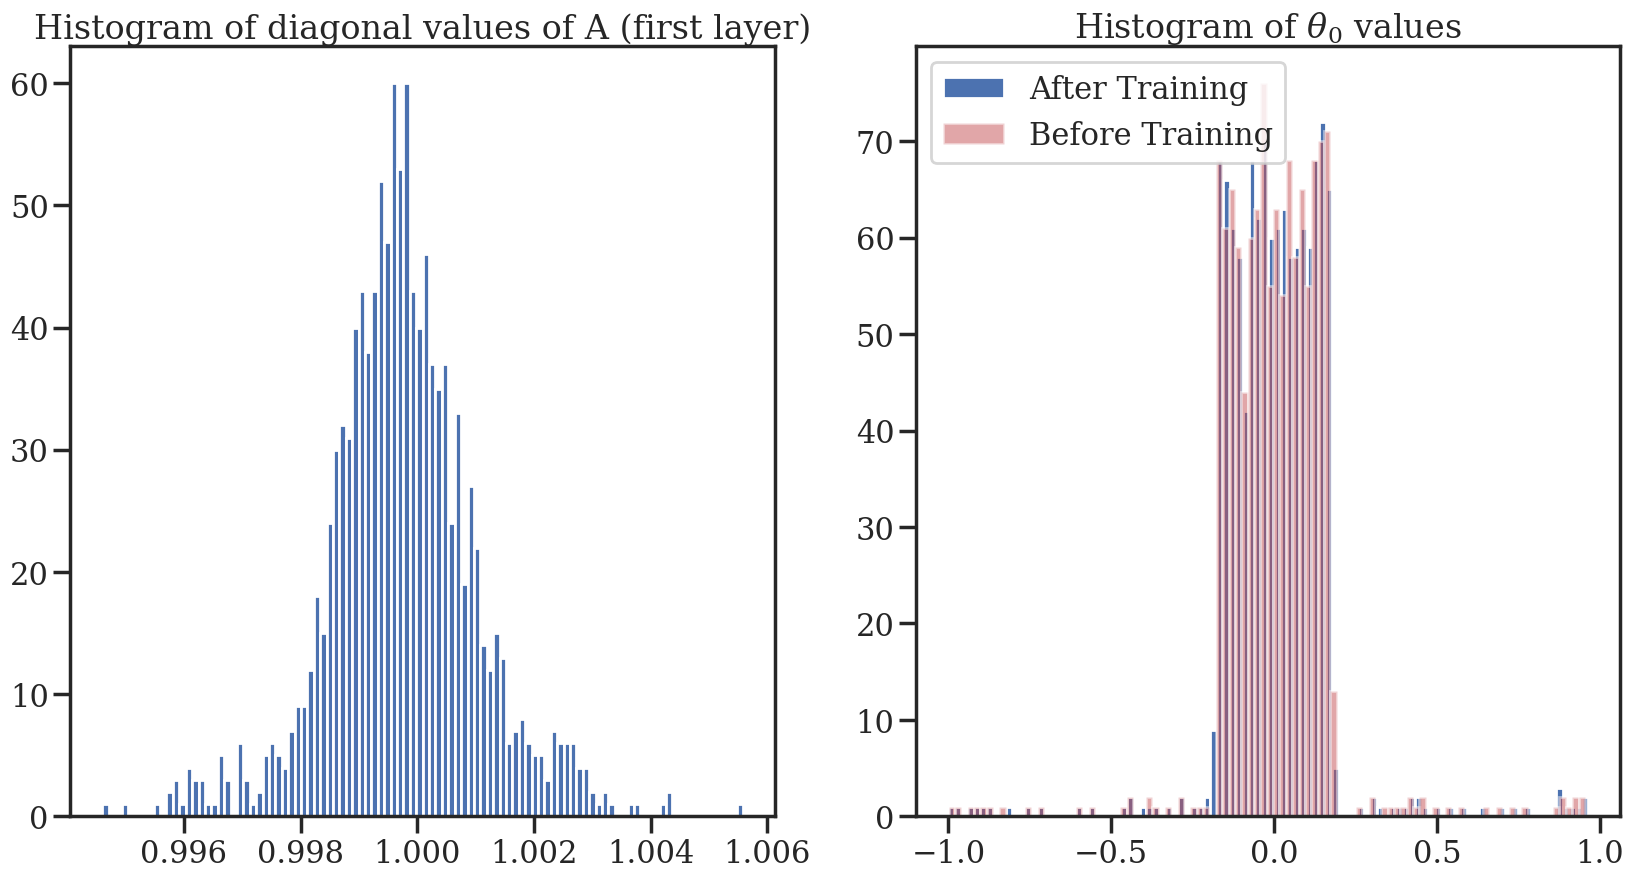 Histogram of diagonal values of A (first layer)
60
50
40
30
20
10
0
0.996 0.998 1.000 1.002 1.004 1.006
Histogram of θ0 values
After Training
Before Training
70
60
50
40
30
20
10
0
−1.0 −0.5 0.0 0.5 1.0